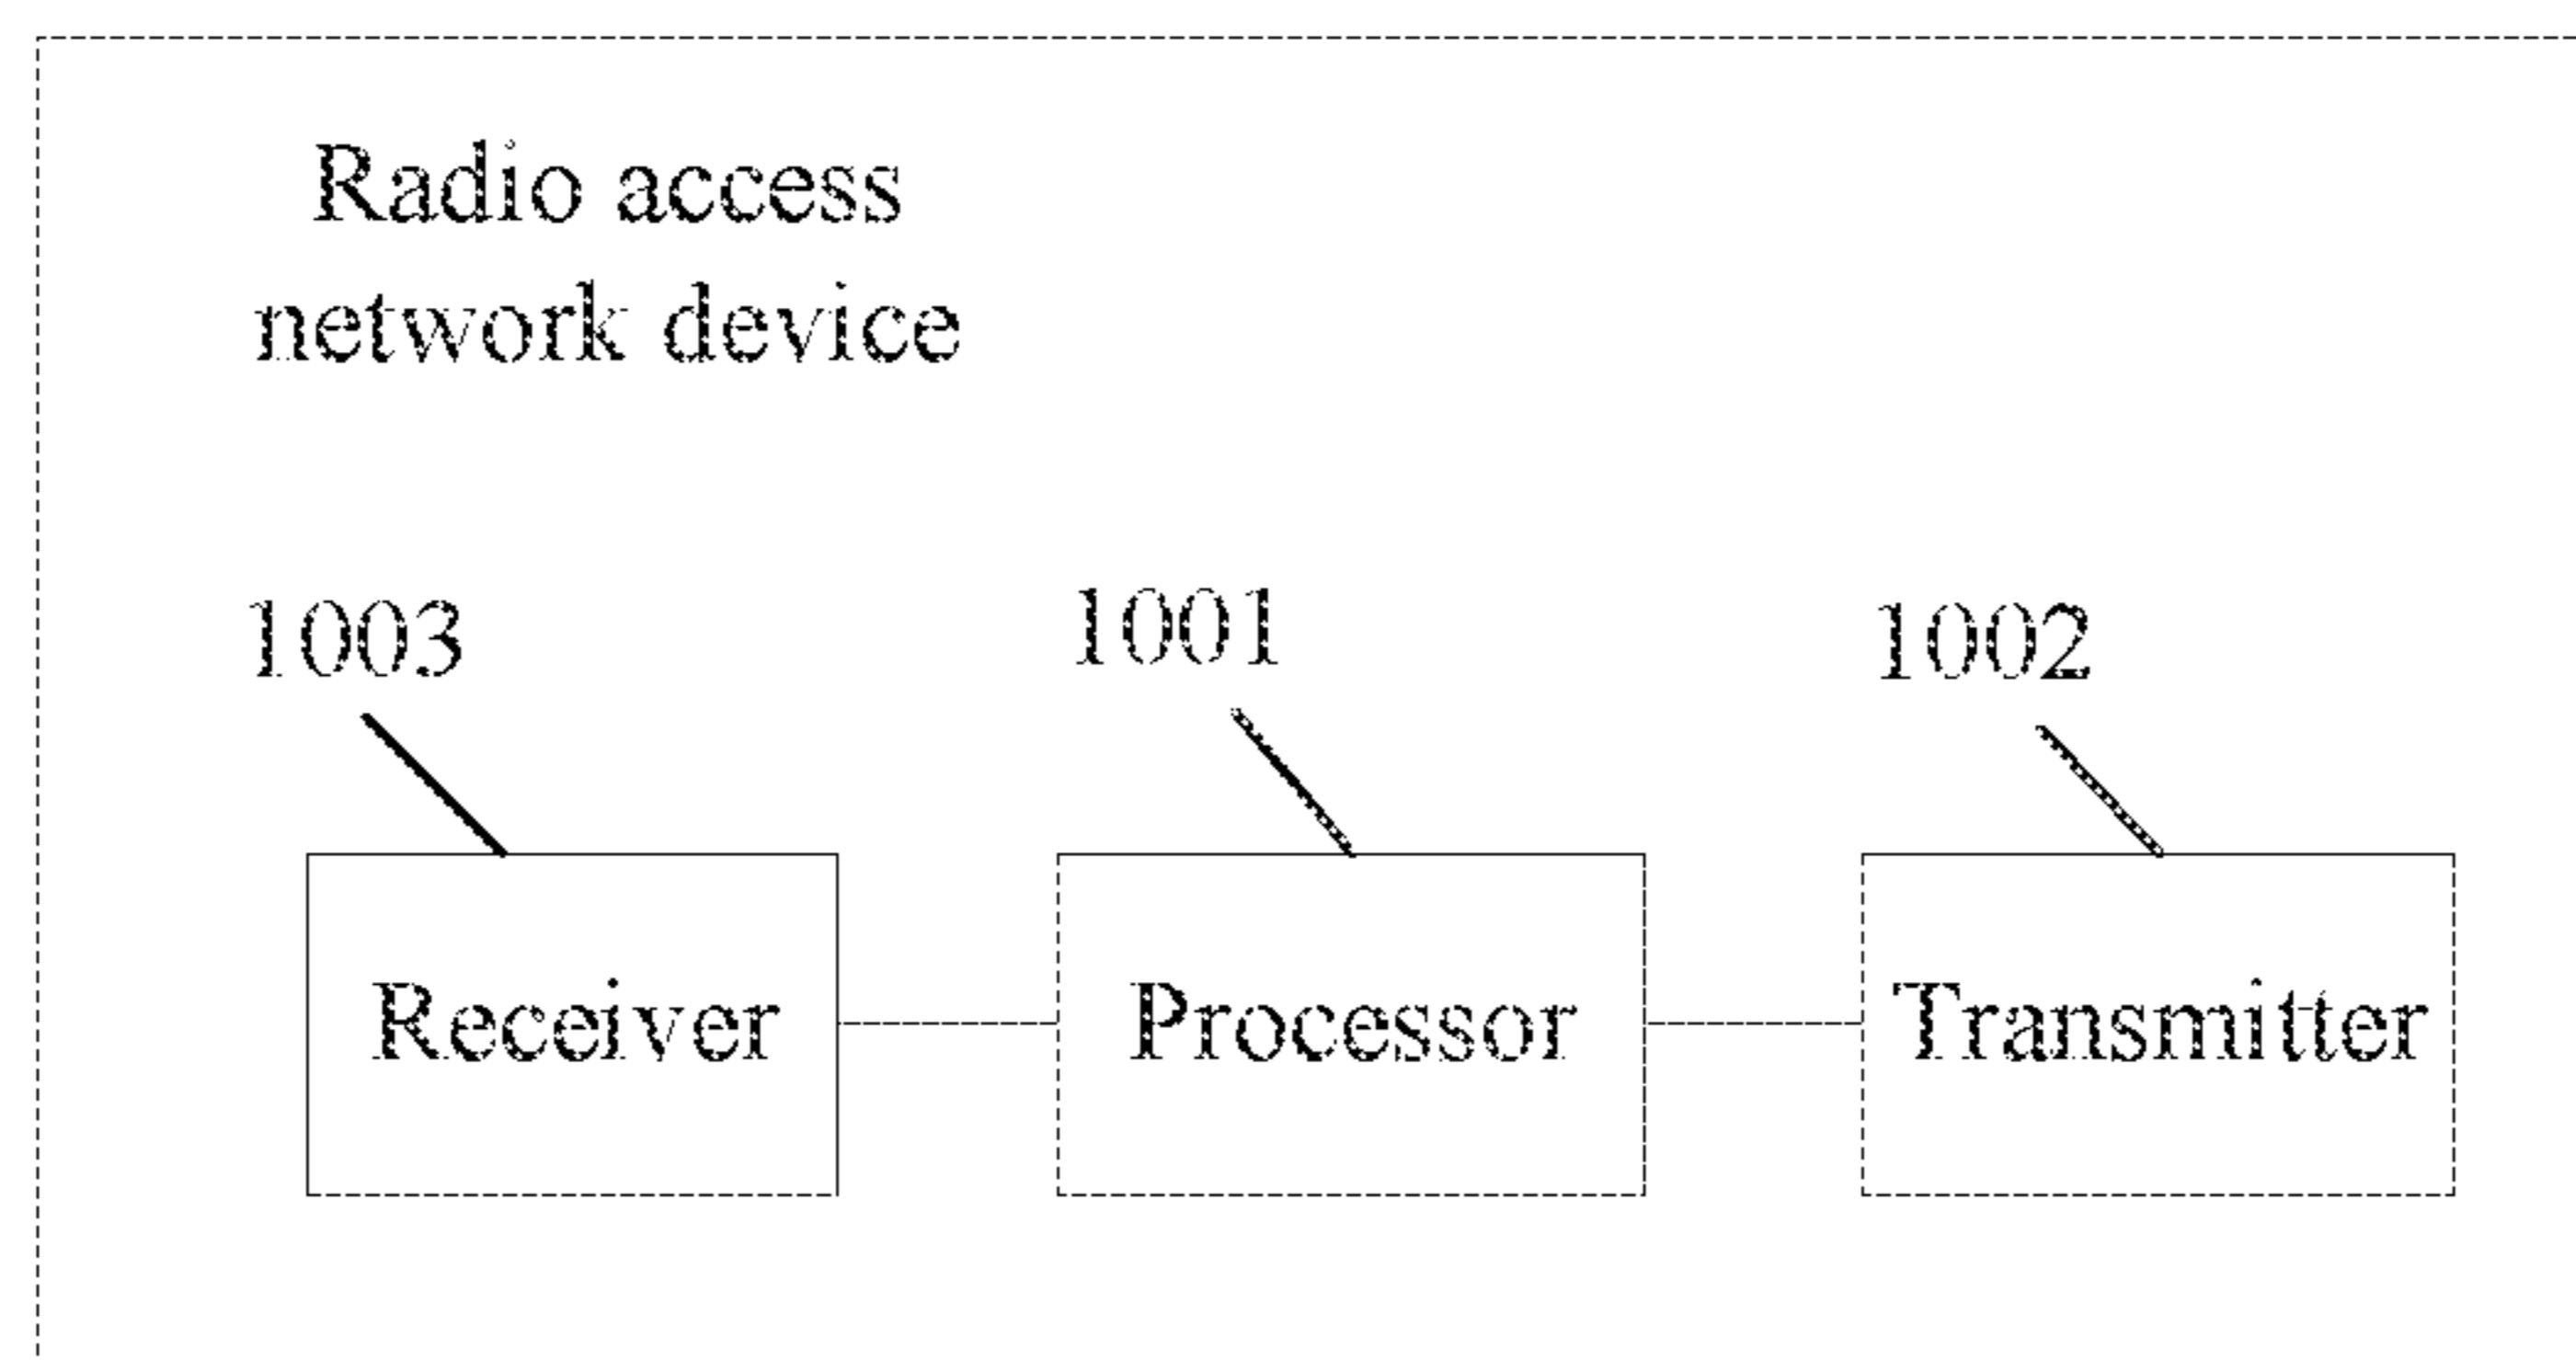 Radio access
network device
1003
1001
1002
Receiver
Processor
Transmitter